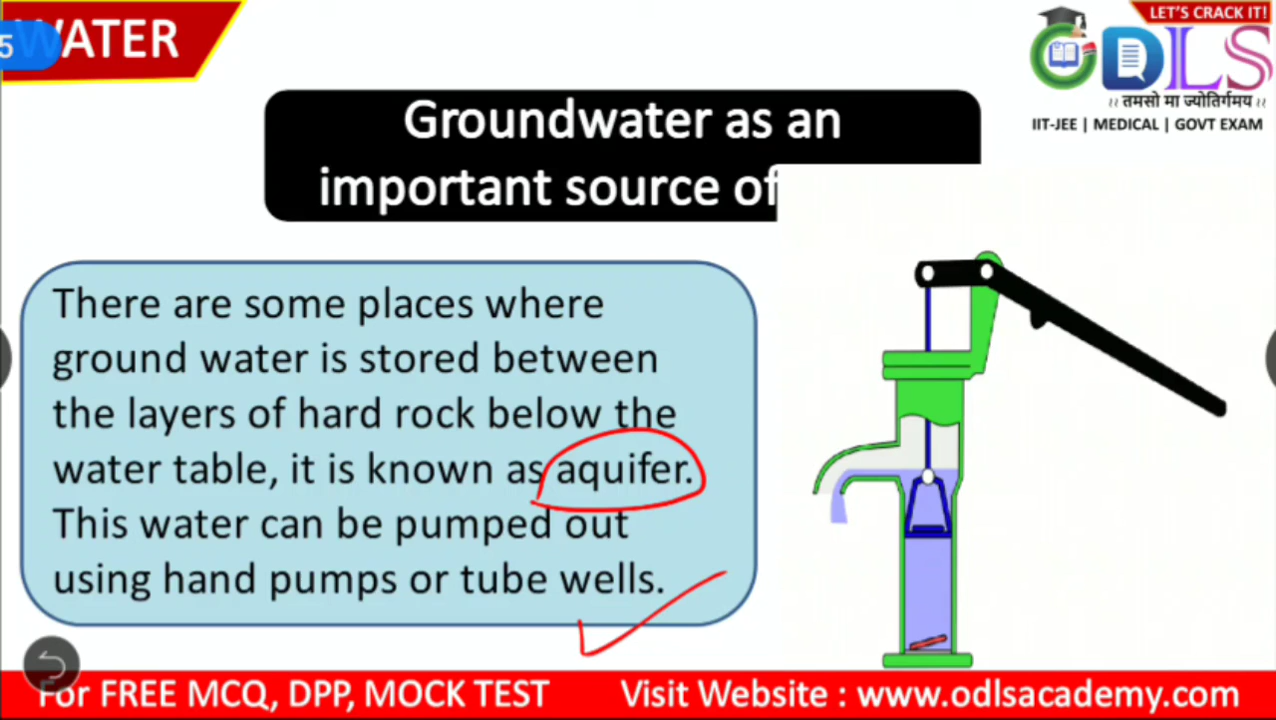 5 WATER
LET'S CRACK IT!
DLS
।। तमसो मा ज्योतिर्गमय ।।
IIT-JEE | MEDICAL | GOVT EXAM
Groundwater as an
important source of
There are some places where
ground water is stored between
the layers of hard rock below the
water table, it is known as aquifer.
This water can be pumped out
using hand pumps or tube wells.
For FREE MCQ, DPP, MOCK TEST
Visit Website : www.odlsacademy.com